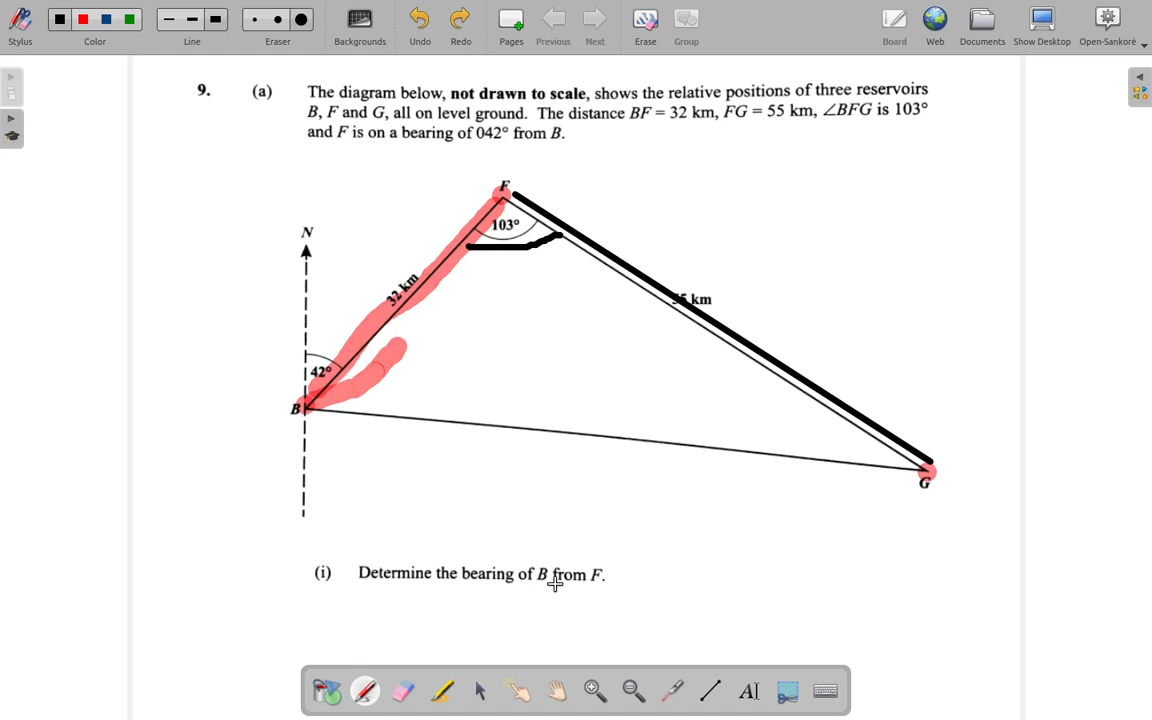 Stylus Color Line Eraser Backgrounds Undo Redo Pages Previous Next Erase Group Board Web Documents Show Desktop Open-Sankoré
9. (a) The diagram below, not drawn to scale, shows the relative positions of three reservoirs
B, F and G, all on level ground. The distance BF = 32 km, FG = 55 km, ∠BFG is 103°
and F is on a bearing of 042° from B.
F
103°
N
32 km
km
42°
B
G
(i) Determine the bearing of B from F.
AI